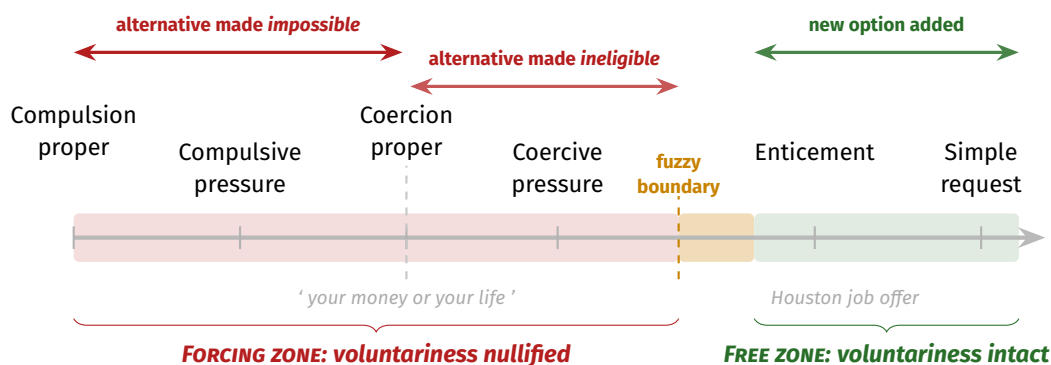 alternative made impossible
new option added
alternative made ineligible
Compulsion
proper
Compulsive
pressure
Coercion
proper
Coercive
pressure
fuzzy
boundary
Enticement
Simple
request
‘ your money or your life ’
Houston job offer
FORCING ZONE: voluntariness nullified
FREE ZONE: voluntariness intact